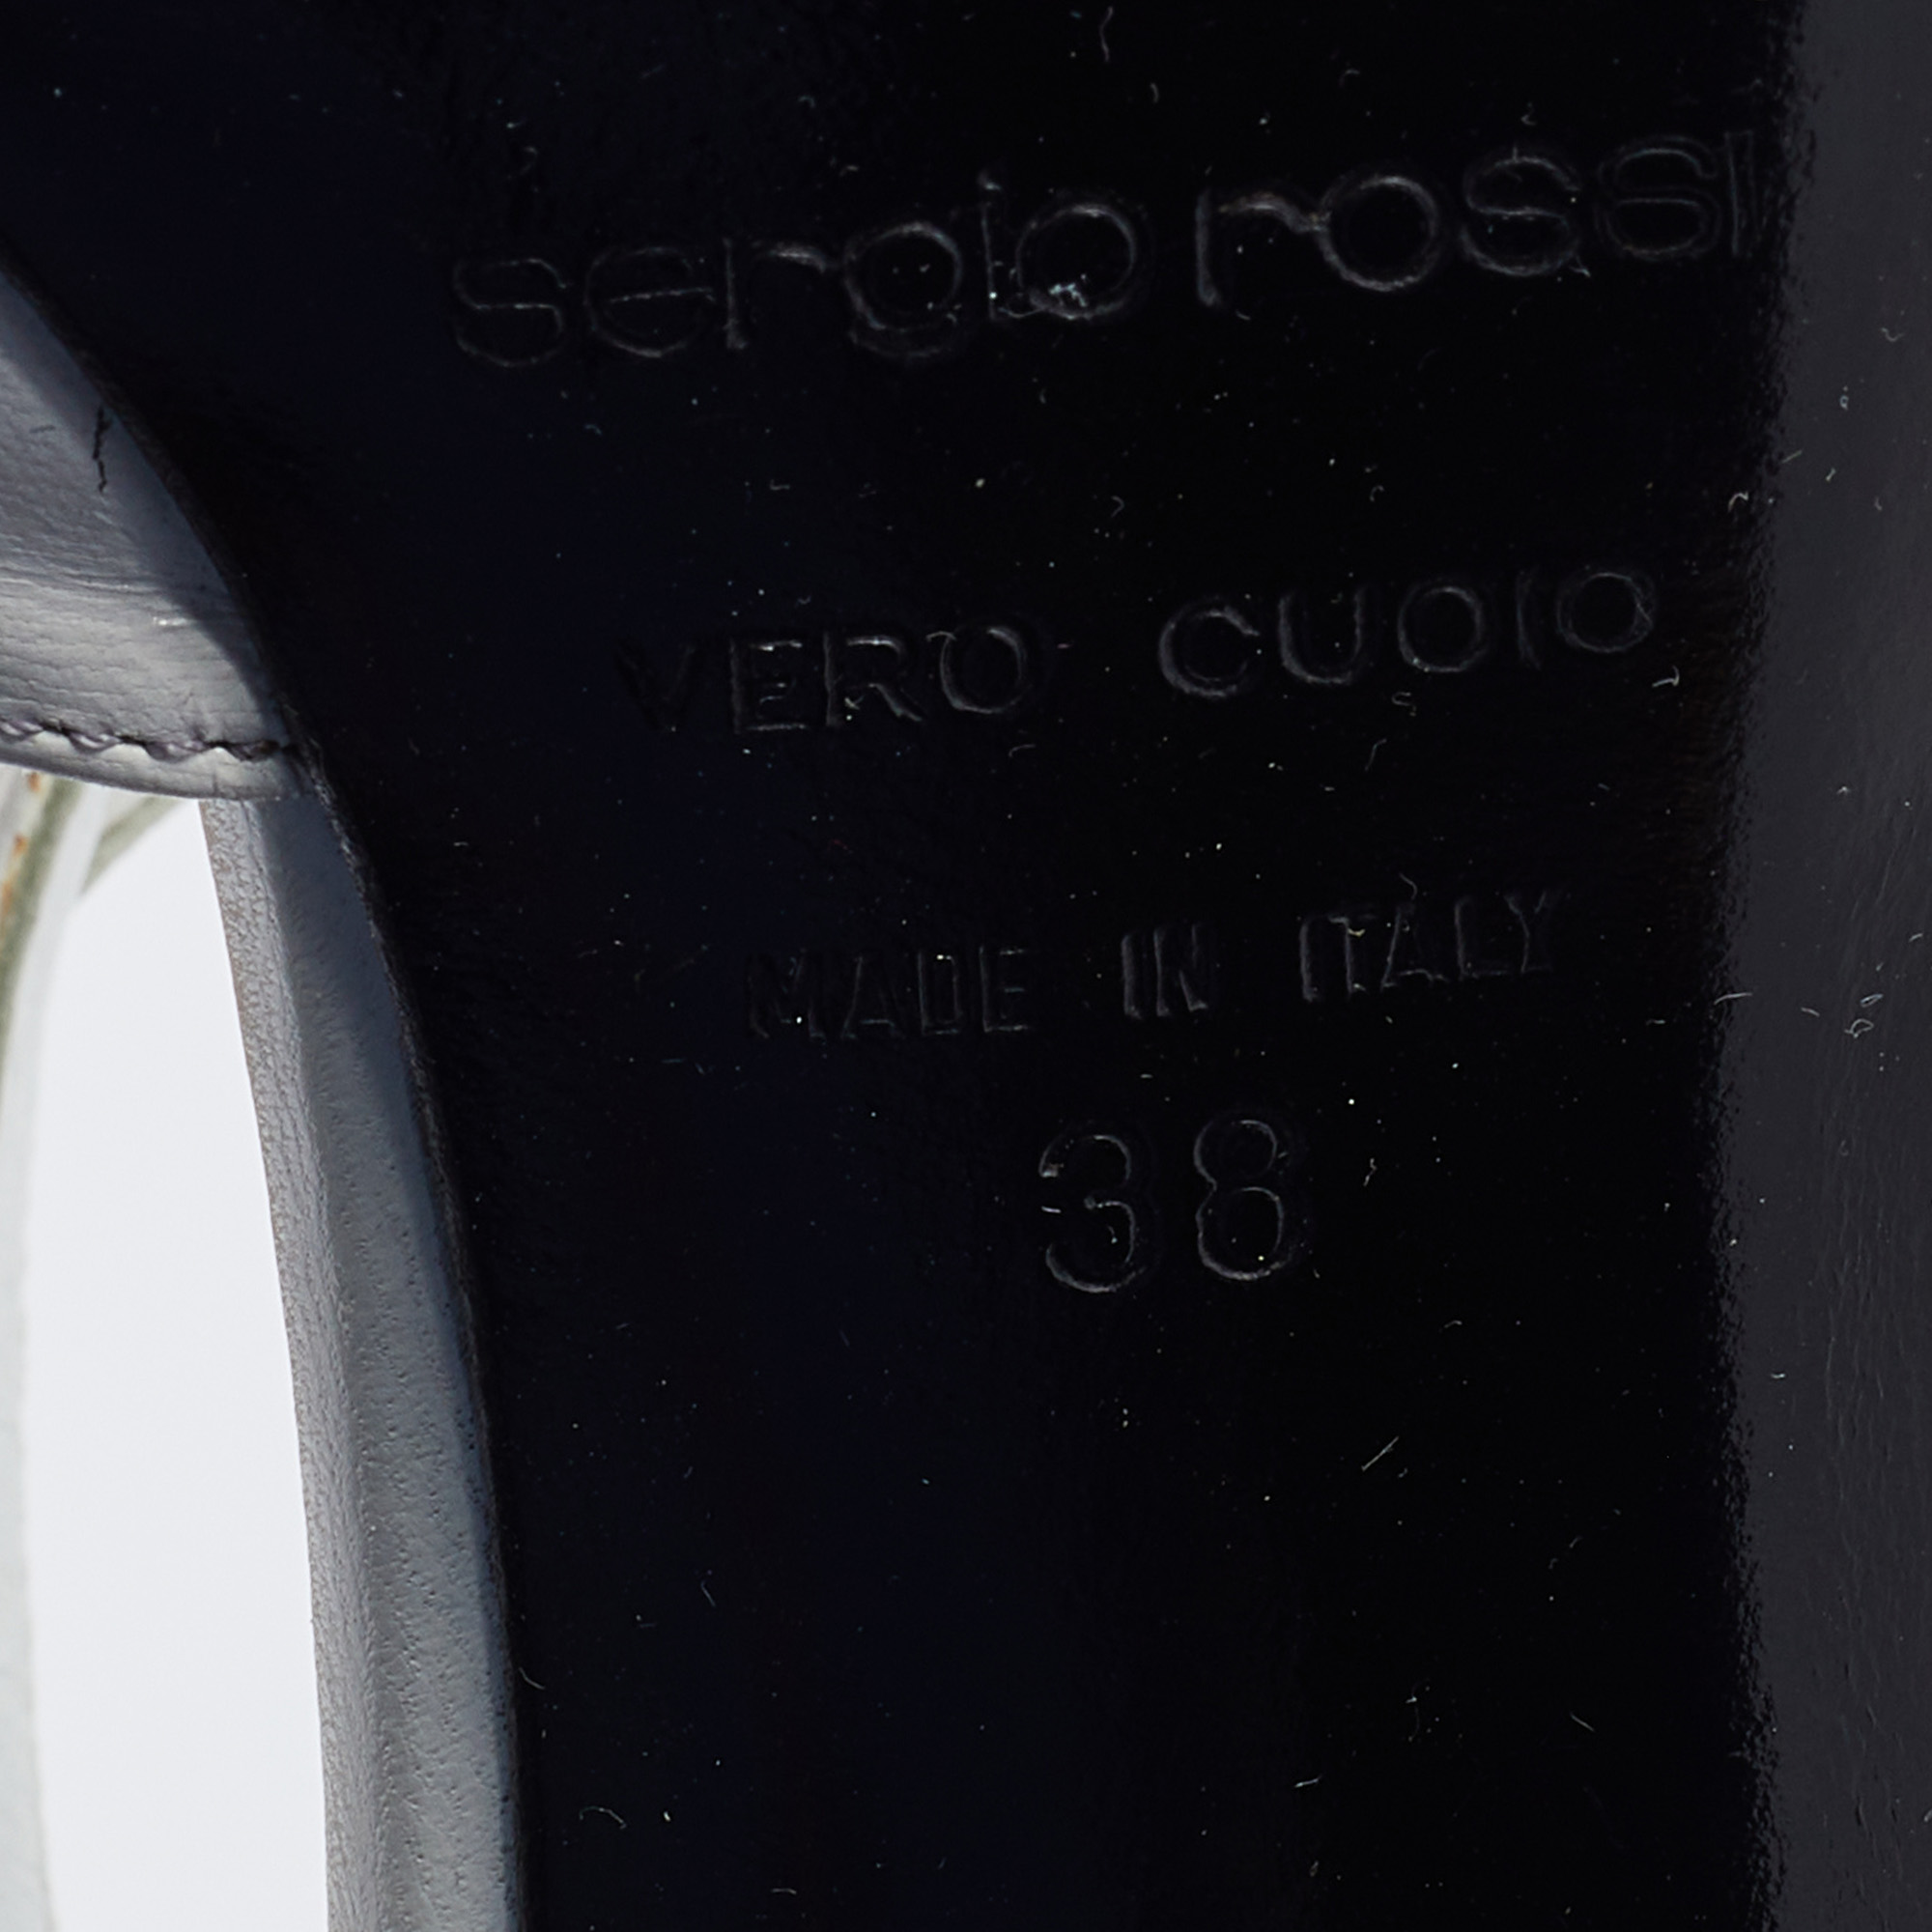 sergio rossi
VERO CUOIO
MADE IN ITALY
38